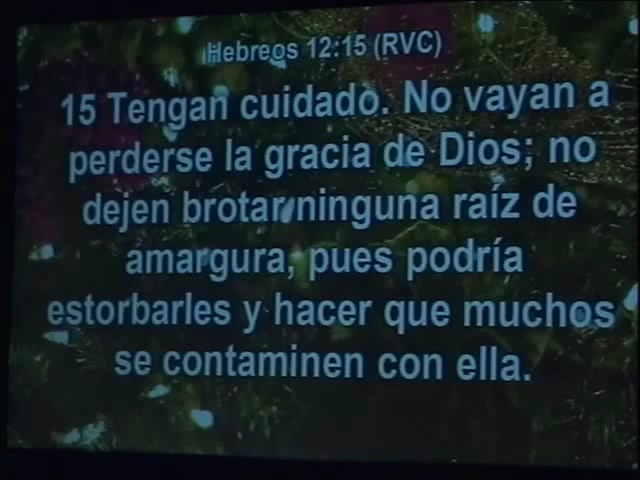 Hebreos 12:15 (RVC)
15 Tengan cuidado. No vayan a
perderse la gracia de Dios; no
dejen brotar ninguna raíz de
amargura, pues podría
estorbarles y hacer que muchos
se contaminen con ella.